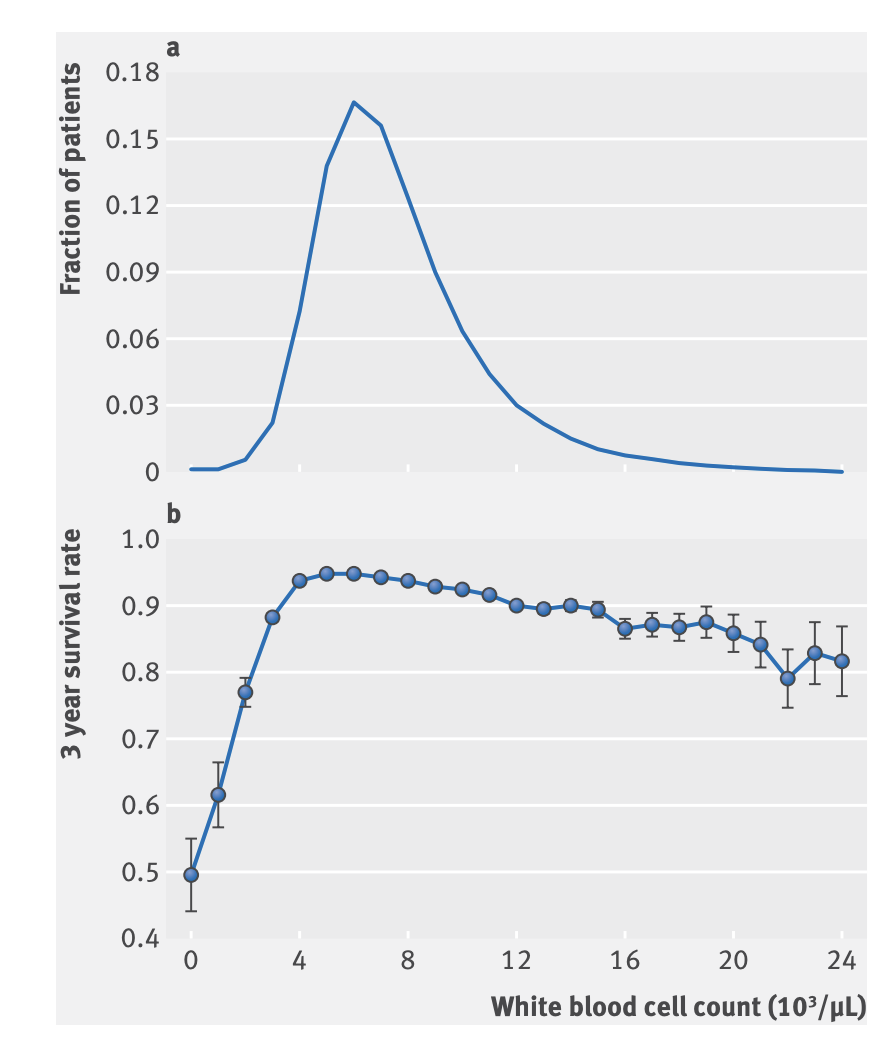 a
Fraction of patients
0.18
0.15
0.12
0.09
0.06
0.03
0
b
3 year survival rate
1.0
0.9
0.8
0.7
0.6
0.5
0.4
0 4 8 12 16 20 24
White blood cell count (10³/µL)